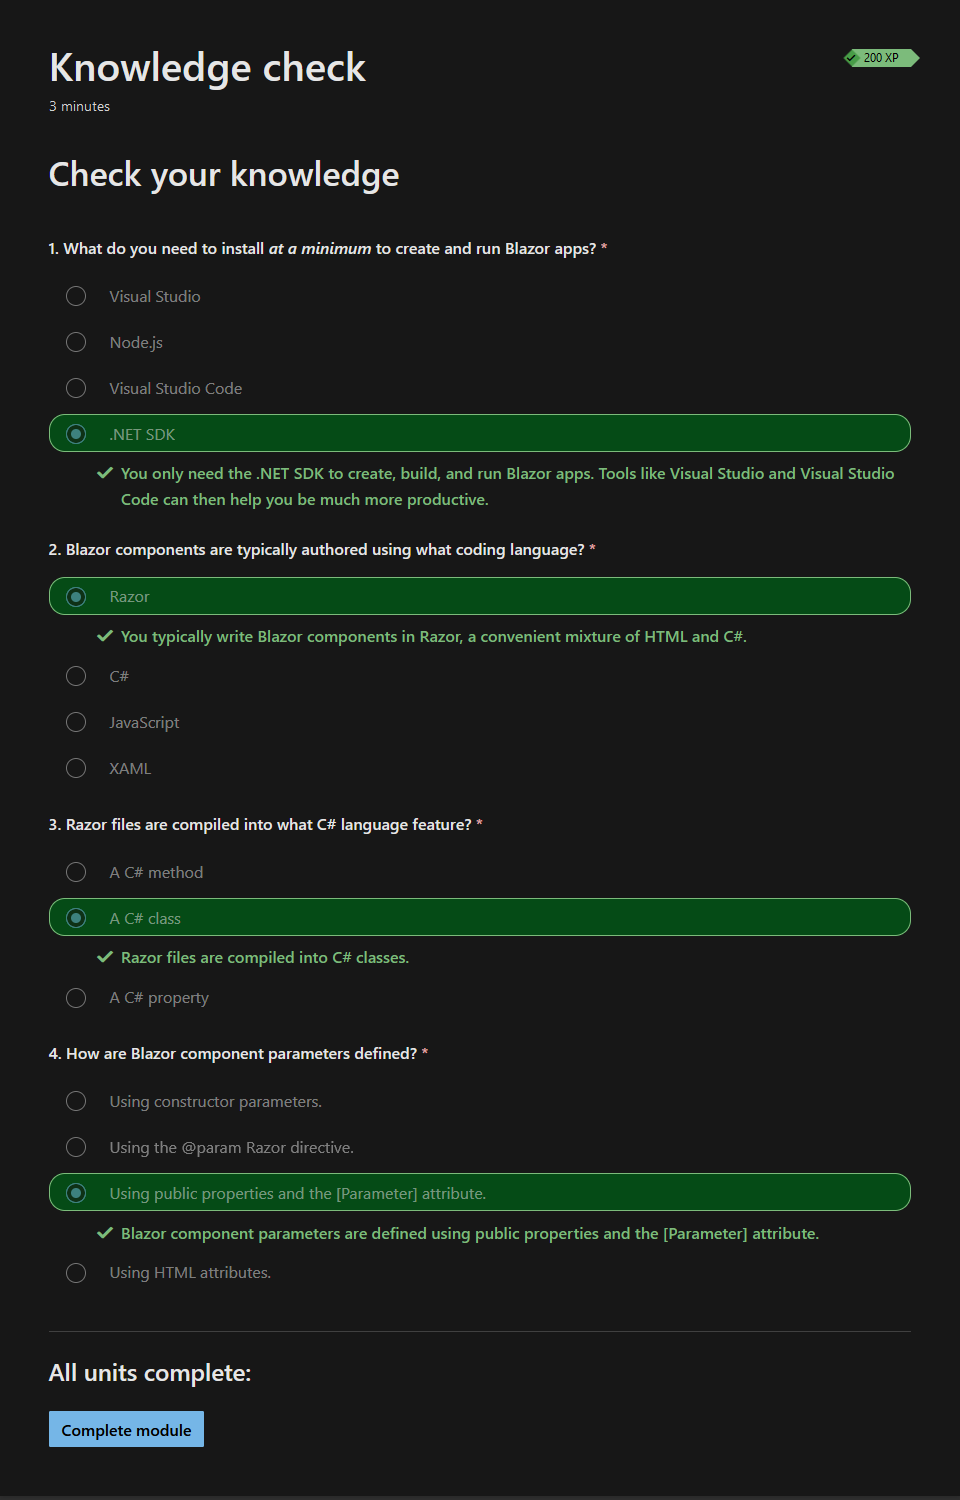 Knowledge check
200 XP
3 minutes
Check your knowledge
1. What do you need to install at a minimum to create and run Blazor apps? *
Visual Studio
Node.js
Visual Studio Code
.NET SDK
You only need the .NET SDK to create, build, and run Blazor apps. Tools like Visual Studio and Visual Studio
Code can then help you be much more productive.
2. Blazor components are typically authored using what coding language? *
Razor
You typically write Blazor components in Razor, a convenient mixture of HTML and C#.
C#
JavaScript
XAML
3. Razor files are compiled into what C# language feature? *
A C# method
A C# class
Razor files are compiled into C# classes.
A C# property
4. How are Blazor component parameters defined? *
Using constructor parameters.
Using the @param Razor directive.
Using public properties and the [Parameter] attribute.
Blazor component parameters are defined using public properties and the [Parameter] attribute.
Using HTML attributes.
All units complete:
Complete module